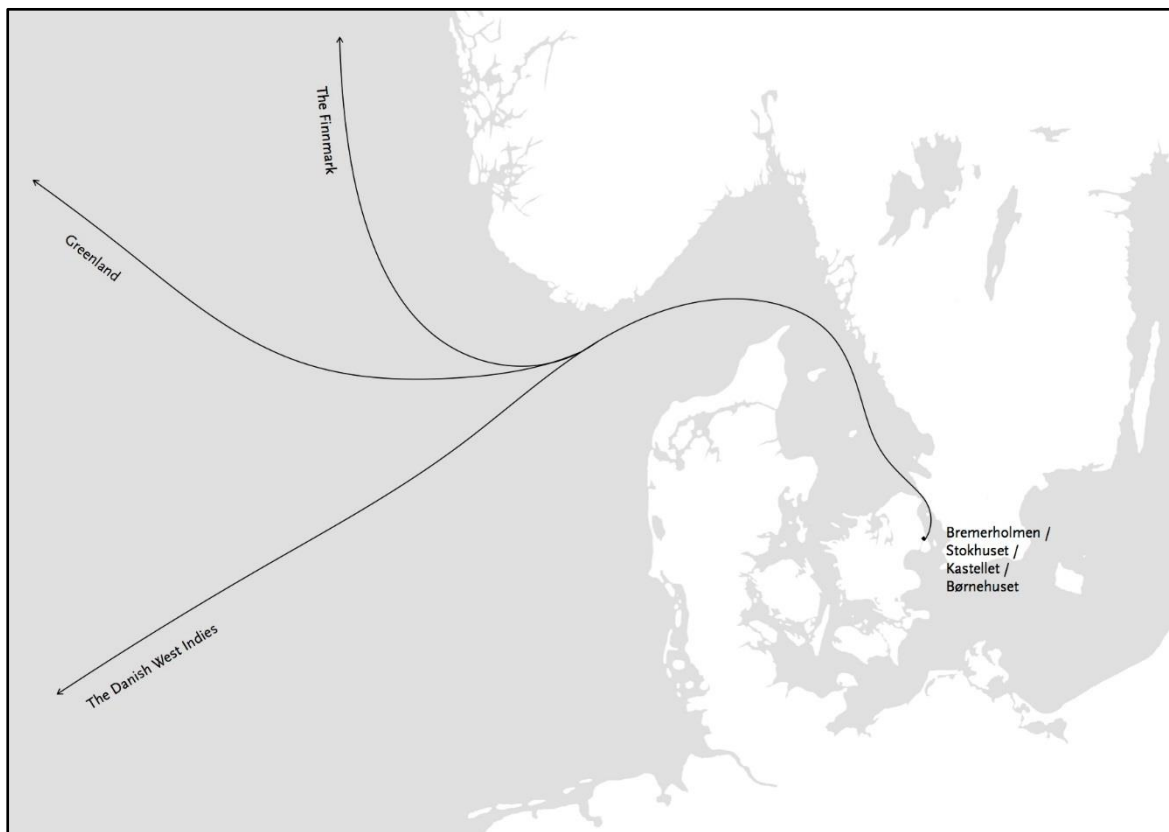 The Finnmark
Greenland
Bremerholmen /
Stokhuset /
Kastellet /
Børnehuset
The Danish West Indies